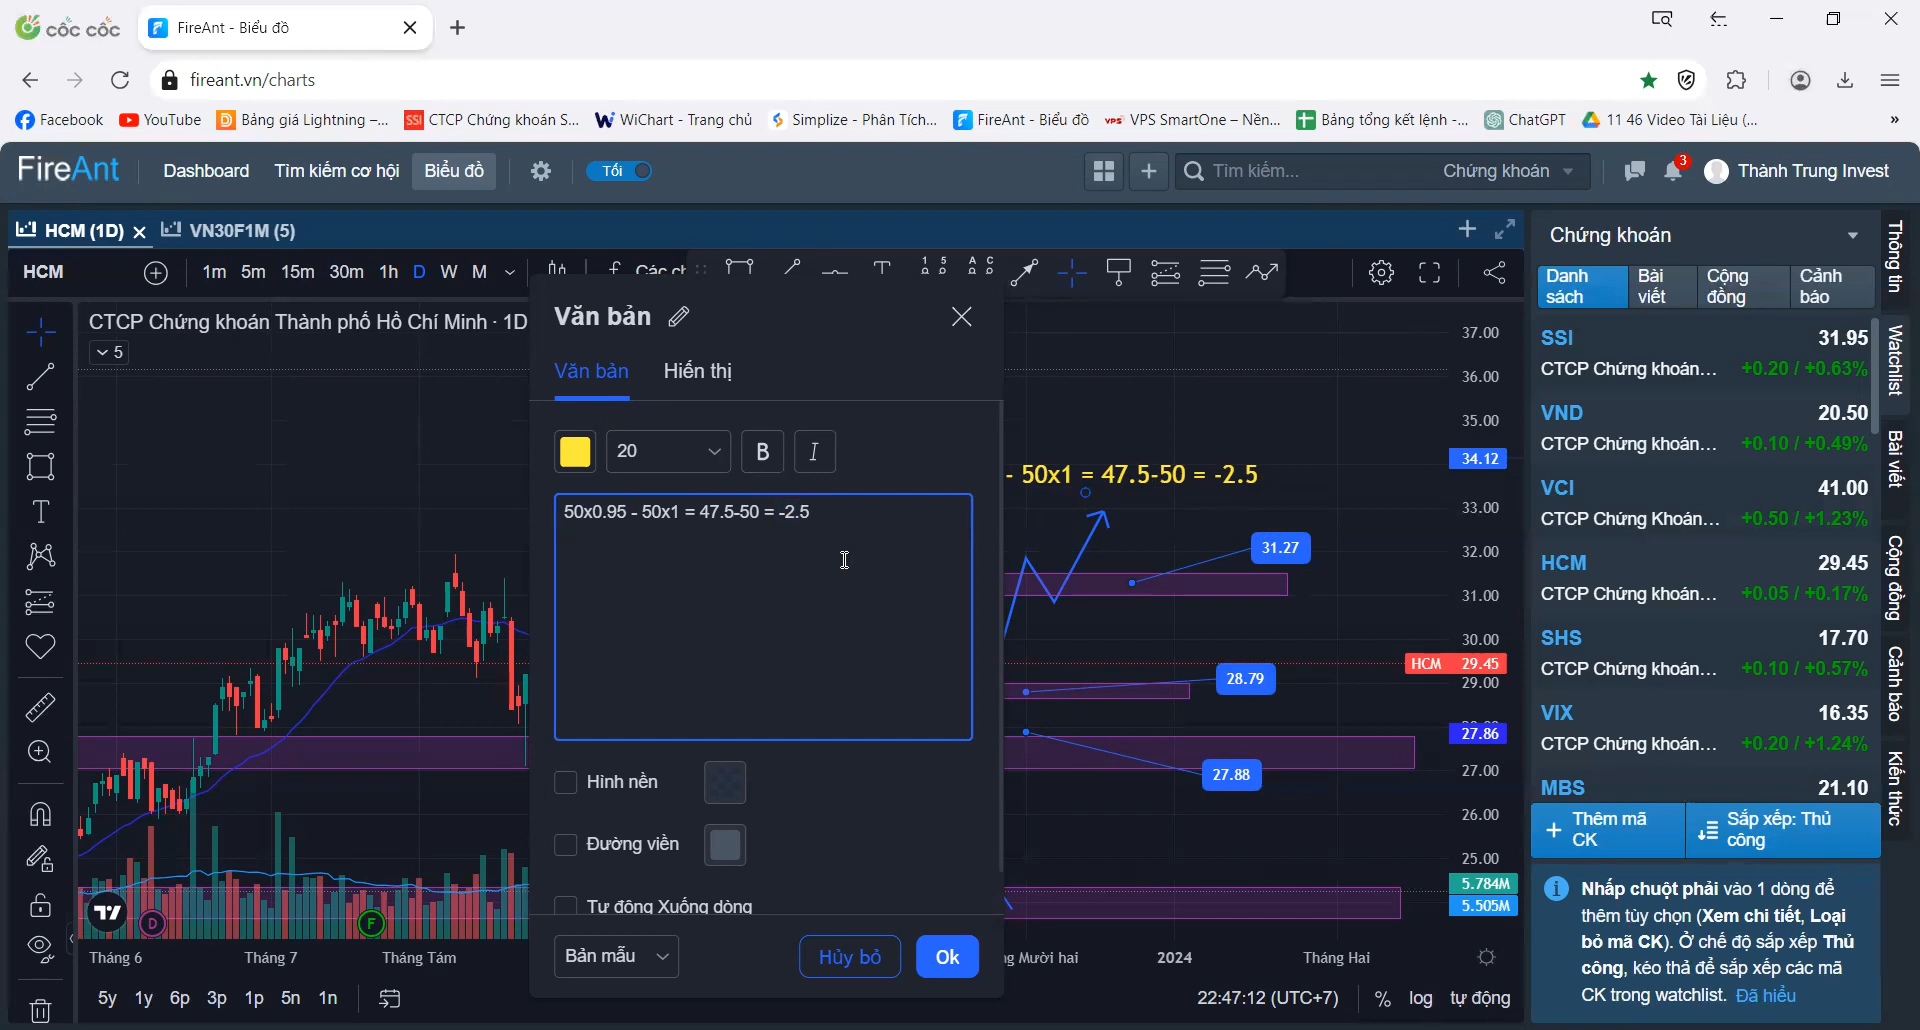 cốc cốc
FireAnt - Biểu đồ
fireant.vn/charts
Facebook YouTube Bảng giá Lightning –... SSI CTCP Chứng khoán S... WiChart - Trang chủ Simplize - Phân Tích... FireAnt - Biểu đồ VPS VPS SmartOne – Nền... Bảng tổng kết lệnh -... ChatGPT 11 46 Video Tài Liệu (... »
FireAnt Dashboard Tìm kiếm cơ hội Biểu đồ Tối Tìm kiếm... Chứng khoán 3 Thành Trung Invest
HCM (1D) VN30F1M (5)
HCM 1m 5m 15m 30m 1h D W M
CTCP Chứng khoán Thành phố Hồ Chí Minh · 1D
5
Văn bản
Văn bản Hiển thị
20 B I
50x0.95 - 50x1 = 47.5-50 = -2.5
Hình nền
Đường viền
Tự động Xuống dòng
Bản mẫu Hủy bỏ Ok
- 50x1 = 47.5-50 = -2.5
31.27
28.79
27.88
37.00
36.00
35.00
34.12
33.00
32.00
31.00
30.00
HCM 29.45
29.00
27.86
27.00
26.00
25.00
5.784M
5.505M
D F
Tháng 6 Tháng 7 Tháng Tám ng Mười hai 2024 Tháng Hai
5y 1y 6p 3p 1p 5n 1n 22:47:12 (UTC+7) % log tự động
Chứng khoán
Danh sách Bài viết Cộng đồng Cảnh báo
SSI 31.95
CTCP Chứng khoán... +0.20 / +0.63%
VND 20.50
CTCP Chứng khoán... +0.10 / +0.49%
VCI 41.00
CTCP Chứng Khoán... +0.50 / +1.23%
HCM 29.45
CTCP Chứng khoán... +0.05 / +0.17%
SHS 17.70
CTCP Chứng khoán... +0.10 / +0.57%
VIX 16.35
CTCP Chứng khoán... +0.20 / +1.24%
MBS 21.10
+ Thêm mã CK
Sắp xếp: Thủ công
Nhấp chuột phải vào 1 dòng để
thêm tùy chọn (Xem chi tiết, Loại
bỏ mã CK). Ở chế độ sắp xếp Thủ
công, kéo thả để sắp xếp các mã
CK trong watchlist. Đã hiểu
Thông tin
Watchlist
Bài viết
Cộng đồng
Cảnh báo
Kiến thức